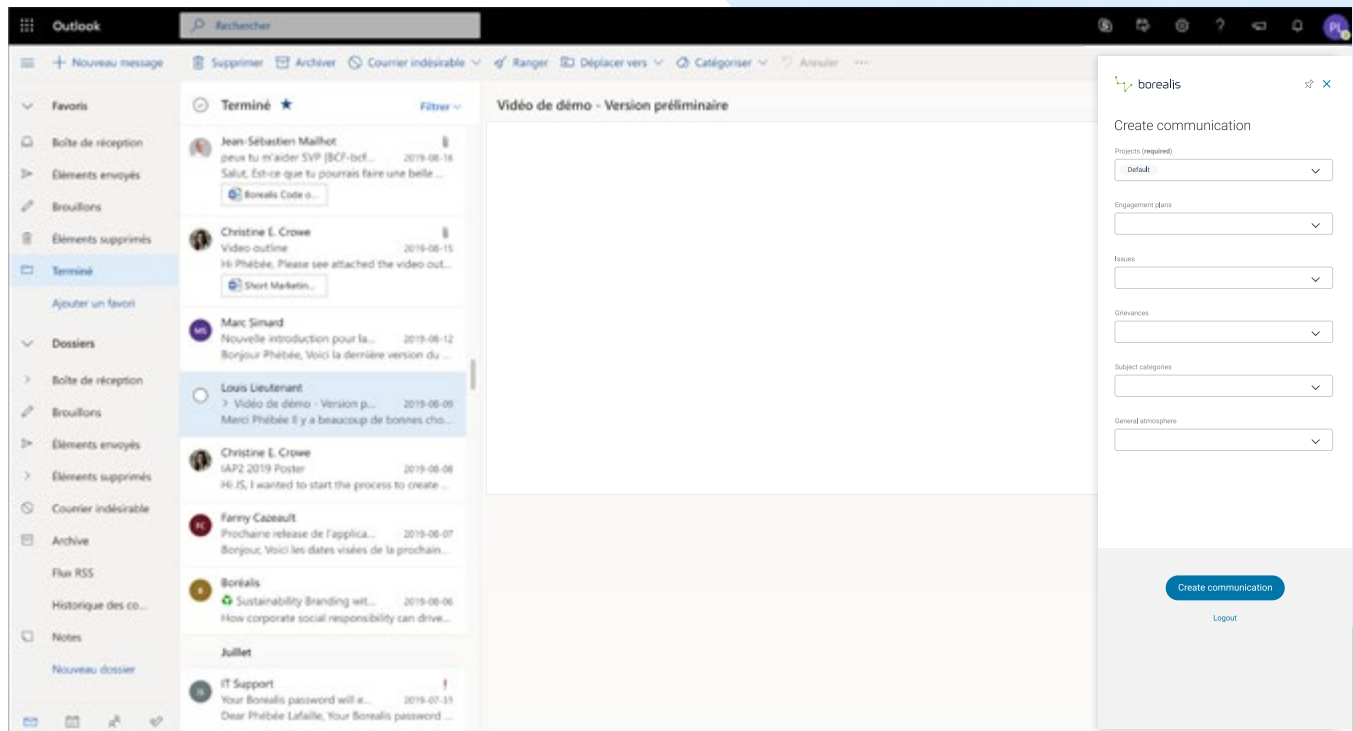 Outlook
Rechercher
Nouveau message
Supprimer Archiver Courrier indésirable Ranger Déplacer vers Catégoriser Annuler
Favoris
Boîte de réception
Éléments envoyés
Brouillons
Éléments supprimés
Terminé
Ajouter un favori
Dossiers
Boîte de réception
Brouillons
Éléments envoyés
Éléments supprimés
Courrier indésirable
Archive
Flux RSS
Historique des co...
Notes
Nouveau dossier
Terminé ★ Filtrer
Jean-Sébastien Mailhot
peux tu m'aider SVP [BCF-bcf... 2019-08-16
Salut, Est-ce que tu pourrais faire une belle ...
Borealis Code o...
Christine E. Crowe
Video outline 2019-08-15
Hi Phébée, Please see attached the video out...
Short Marketin...
MS
Marc Simard
Nouvelle introduction pour la... 2019-08-12
Bonjour Phébée, Voici la dernière version du ...
Louis Lieutenant
> Vidéo de démo - Version p... 2019-08-09
Merci Phébée Il y a beaucoup de bonnes cho...
Christine E. Crowe
IAP2 2019 Poster 2019-08-08
Hi JS, I wanted to start the process to create ...
FC
Fanny Cazeault
Prochaine release de l'applica... 2019-08-07
Bonjour, Voici les dates visées de la prochain...
Boréalis
Sustainability Branding wit... 2019-08-06
How corporate social responsibility can drive...
Juillet
IS
IT Support !
Your Borealis password will e... 2019-07-31
Dear Phébée Lafaille, Your Borealis password ...
Vidéo de démo - Version préliminaire
PL
borealis
Create communication
Projects (required)
Default
Engagement plans
Issues
Grievances
Subject categories
General atmosphere
Create communication
Logout